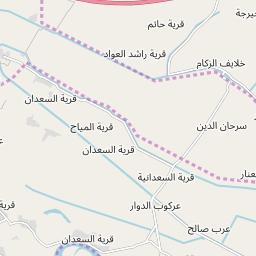 قرية حاتم
قرية راشد العواد
خلايف الركام
قرية السعدان
قرية المباح
سرحان الدين
قرية السعدان
قرية السعدانية
عركوب الدوار
عرب صالح
قرية السعدان